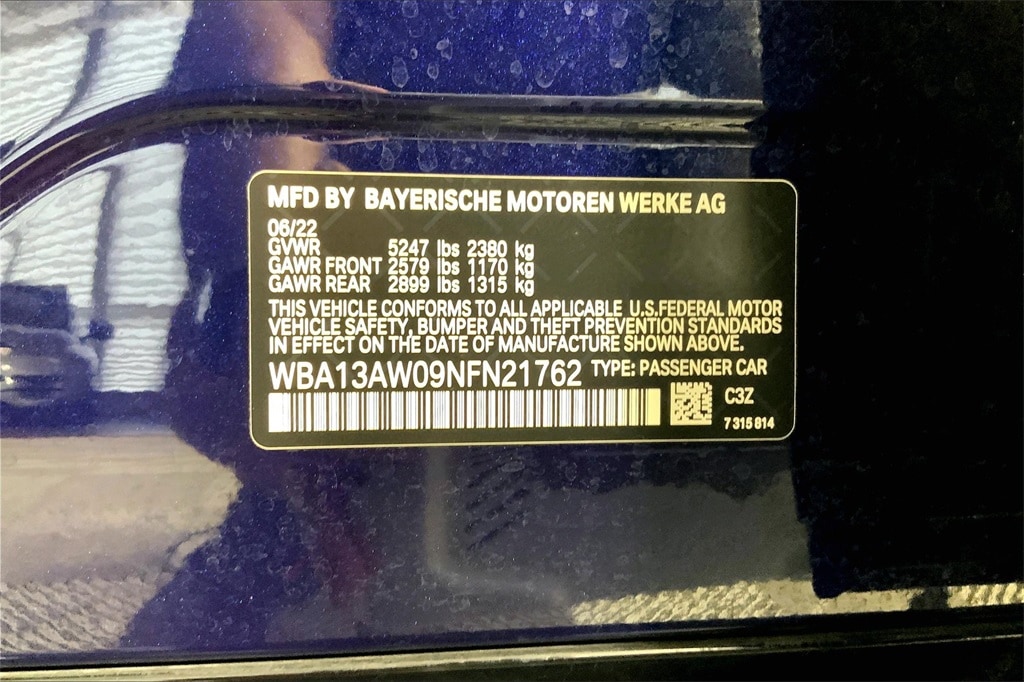 MFD BY BAYERISCHE MOTOREN WERKE AG
06/22
GVWR 5247 lbs 2380 kg
GAWR FRONT 2579 lbs 1170 kg
GAWR REAR 2899 lbs 1315 kg
THIS VEHICLE CONFORMS TO ALL APPLICABLE U.S.FEDERAL MOTOR
VEHICLE SAFETY, BUMPER AND THEFT PREVENTION STANDARDS
IN EFFECT ON THE DATE OF MANUFACTURE SHOWN ABOVE.
WBA13AW09NFN21762 TYPE: PASSENGER CAR
C3Z
7 315 814